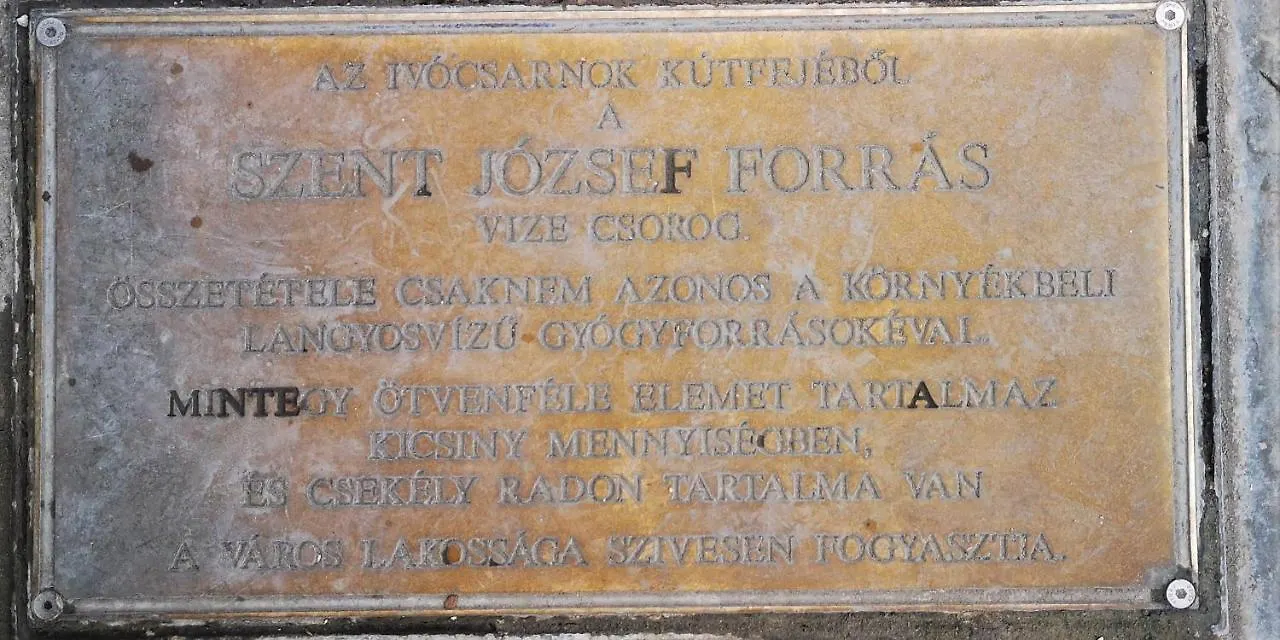 AZ IVÓCSARNOK KÚTFEJÉBŐL
A
SZENT JÓZSEF FORRÁS
VIZE CSOROG.
ÖSSZETÉTELE CSAKNEM AZONOS A KÖRNYÉKBELI
LANGYOSVÍZŰ GYÓGYFORRÁSOKÉVAL.
MINTEGY ÖTVENFÉLE ELEMET TARTALMAZ
KICSINY MENNYISÉGBEN,
ÉS CSEKÉLY RADON TARTALMA VAN
A VÁROS LAKOSSÁGA SZIVESEN FOGYASZTJA.